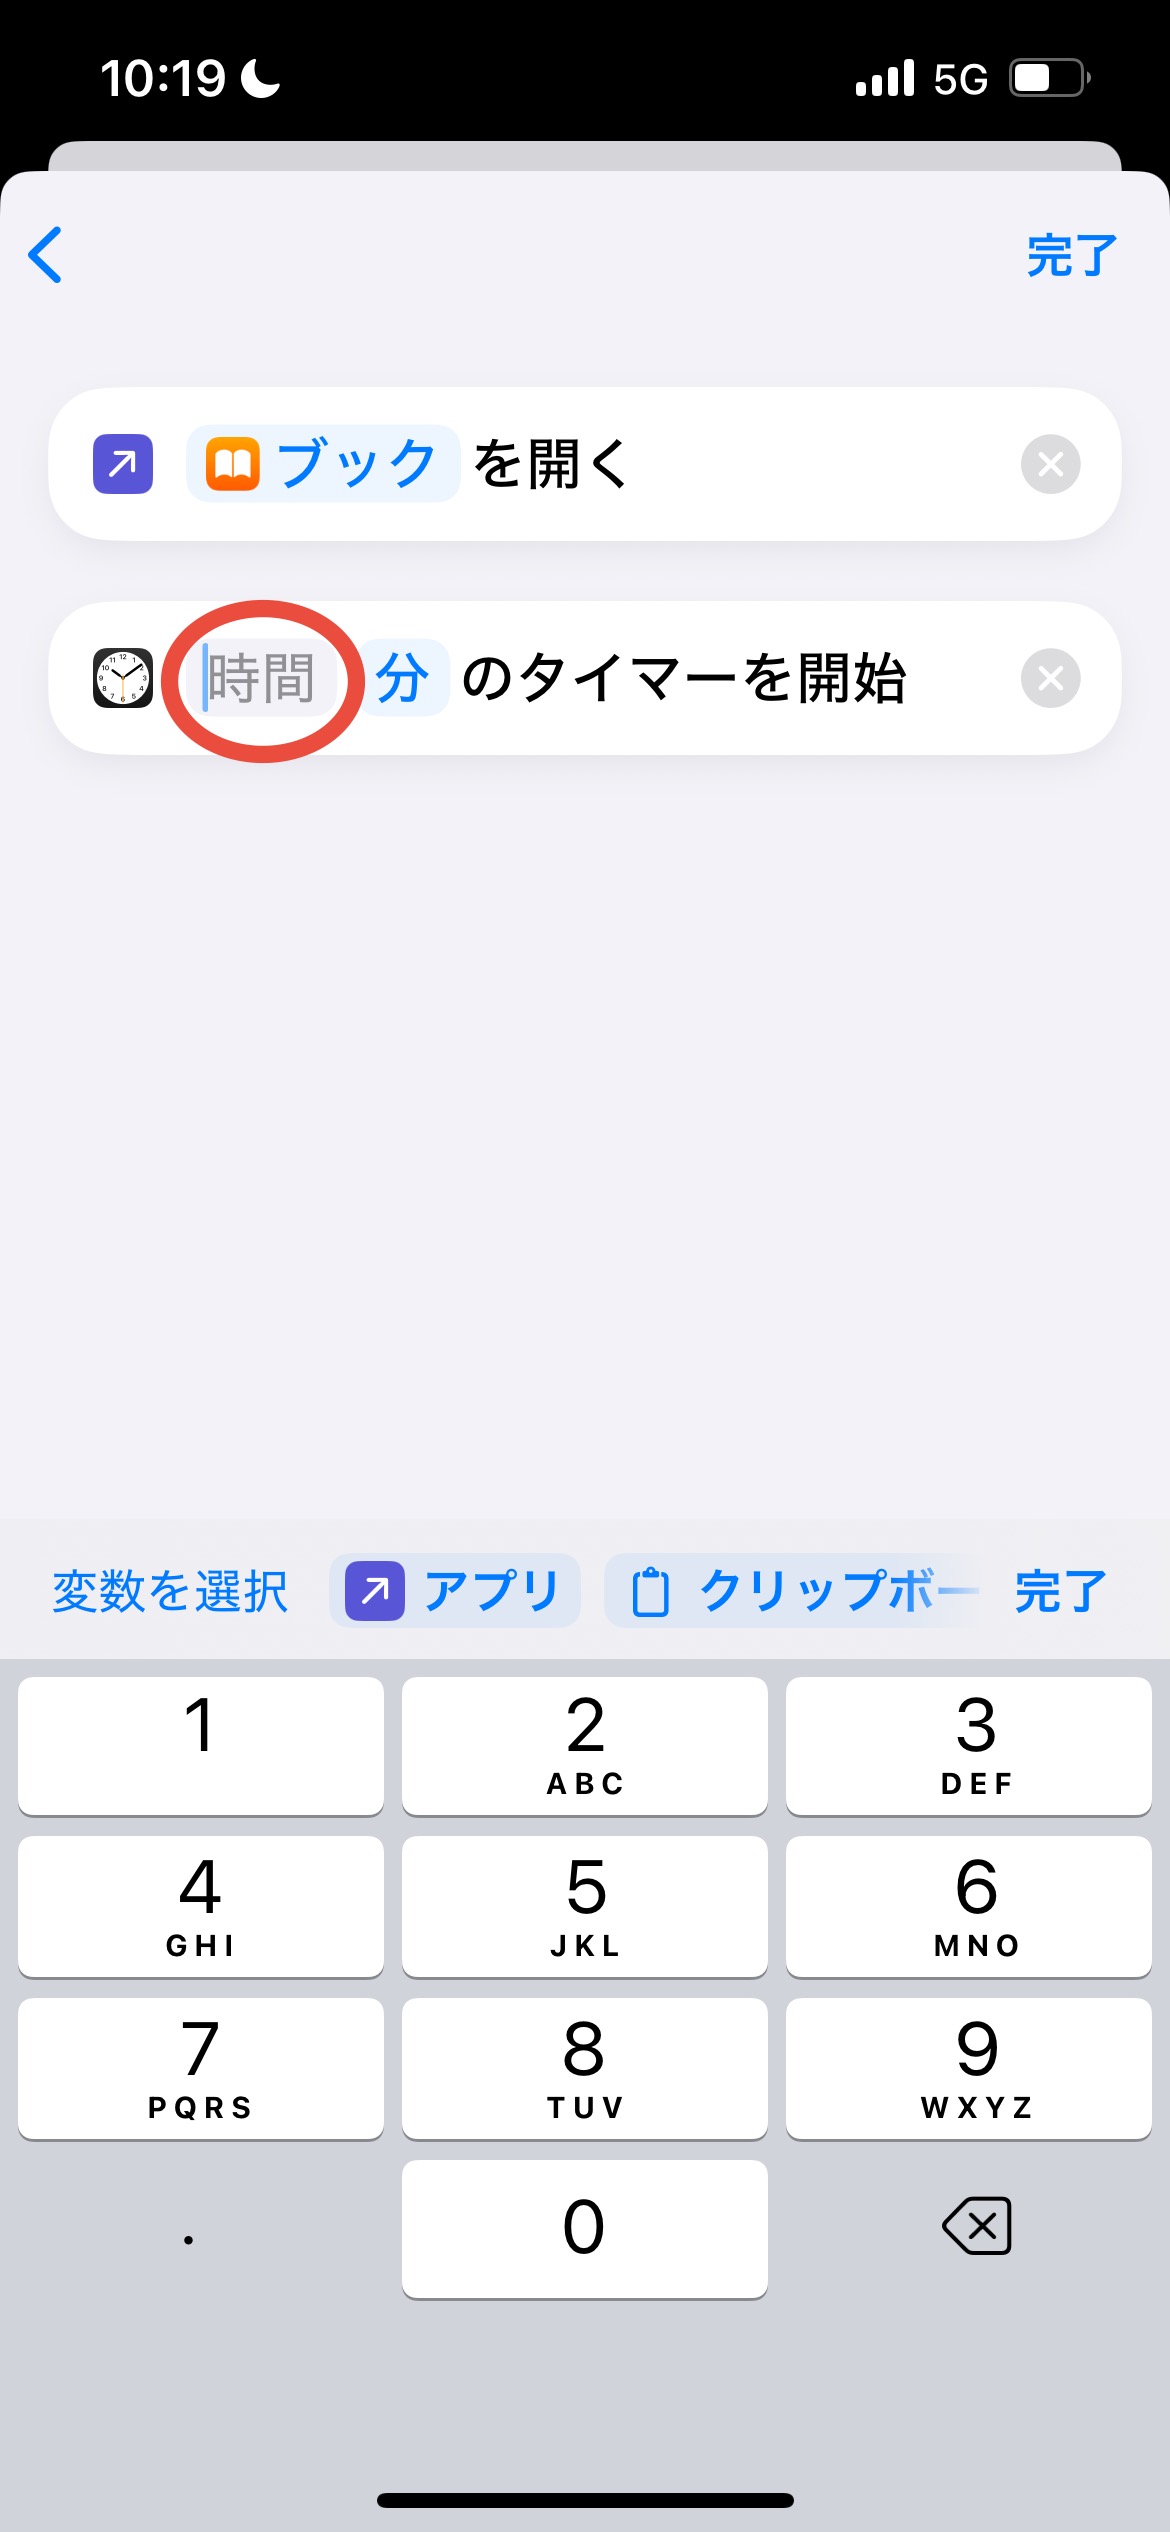 10:19 5G
完了
ブック を開く
時間 分 のタイマーを開始
変数を選択 アプリ クリップボー 完了
1 2 3
ABC DEF
4 5 6
GHI JKL MNO
7 8 9
PQRS TUV WXYZ
. 0